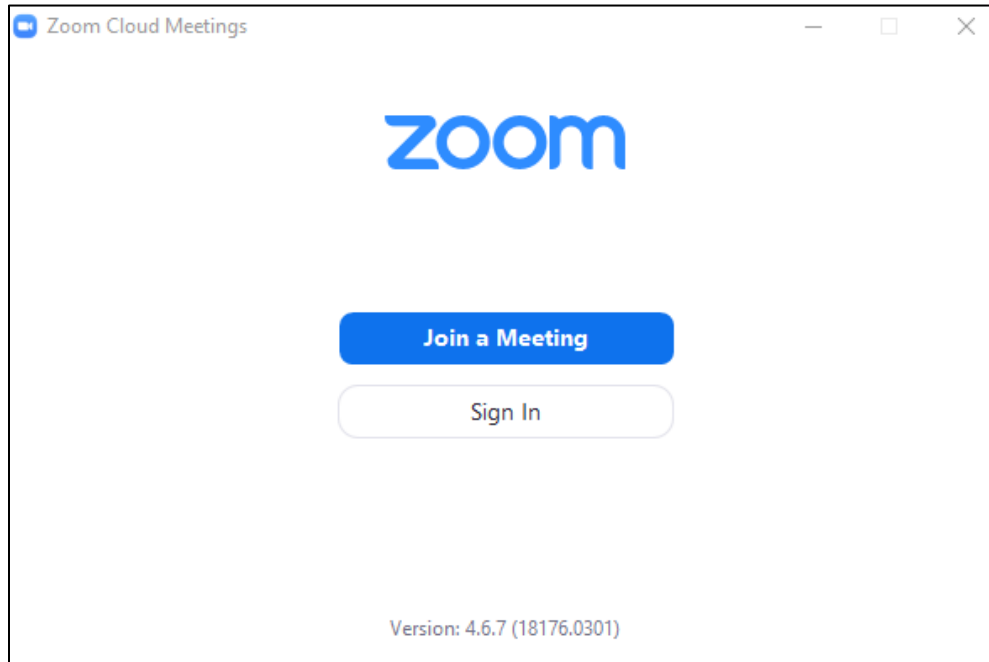 Zoom Cloud Meetings
zoom
Join a Meeting
Sign In
Version: 4.6.7 (18176.0301)